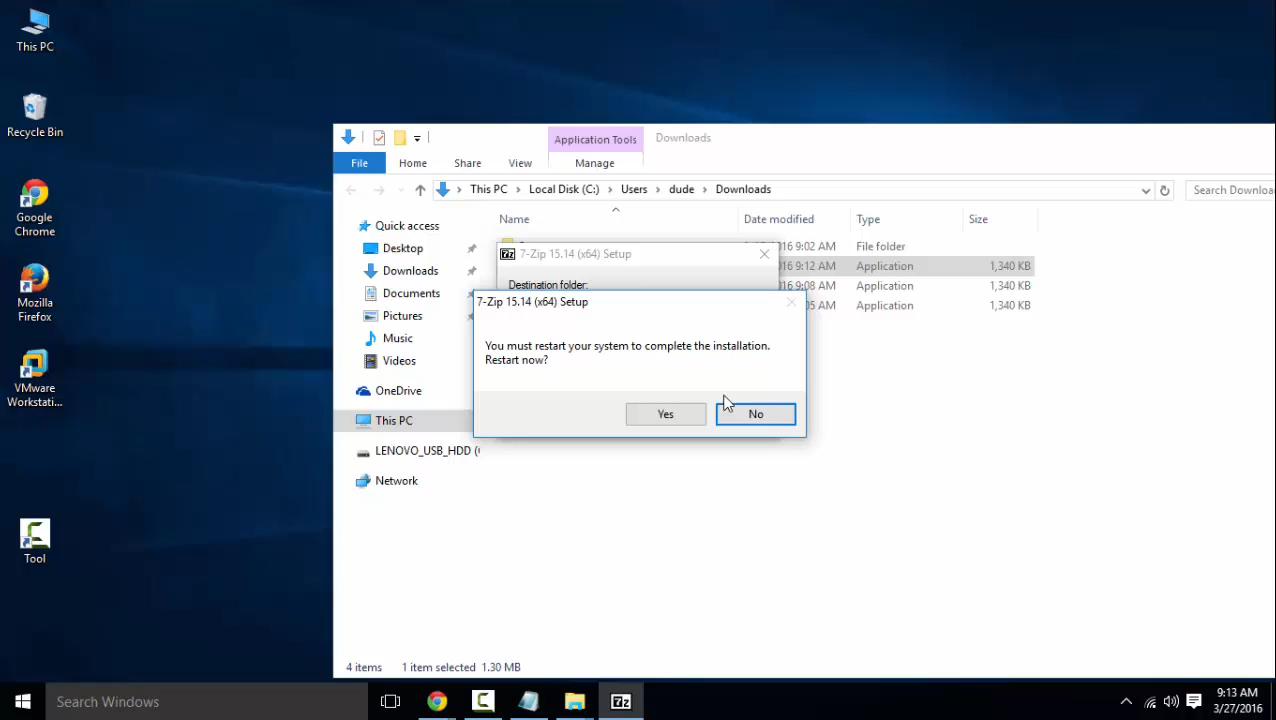 This PC
Recycle Bin
Google
Chrome
Mozilla
Firefox
VMware
Workstati...
Tool
Application Tools
Downloads
File
Home
Share
View
Manage
This PC
Local Disk (C:)
Users
dude
Downloads
Search Downloa
Name
Date modified
Type
Size
Quick access
Desktop
Downloads
Documents
Pictures
Music
Videos
OneDrive
This PC
LENOVO_USB_HDD (
Network
16 9:02 AM
File folder
16 9:12 AM
Application
1,340 KB
16 9:08 AM
Application
1,340 KB
05 AM
Application
1,340 KB
7-Zip 15.14 (x64) Setup
Destination folder:
7-Zip 15.14 (x64) Setup
You must restart your system to complete the installation.
Restart now?
Yes
No
4 items
1 item selected 1.30 MB
Search Windows
7z
9:13 AM
3/27/2016